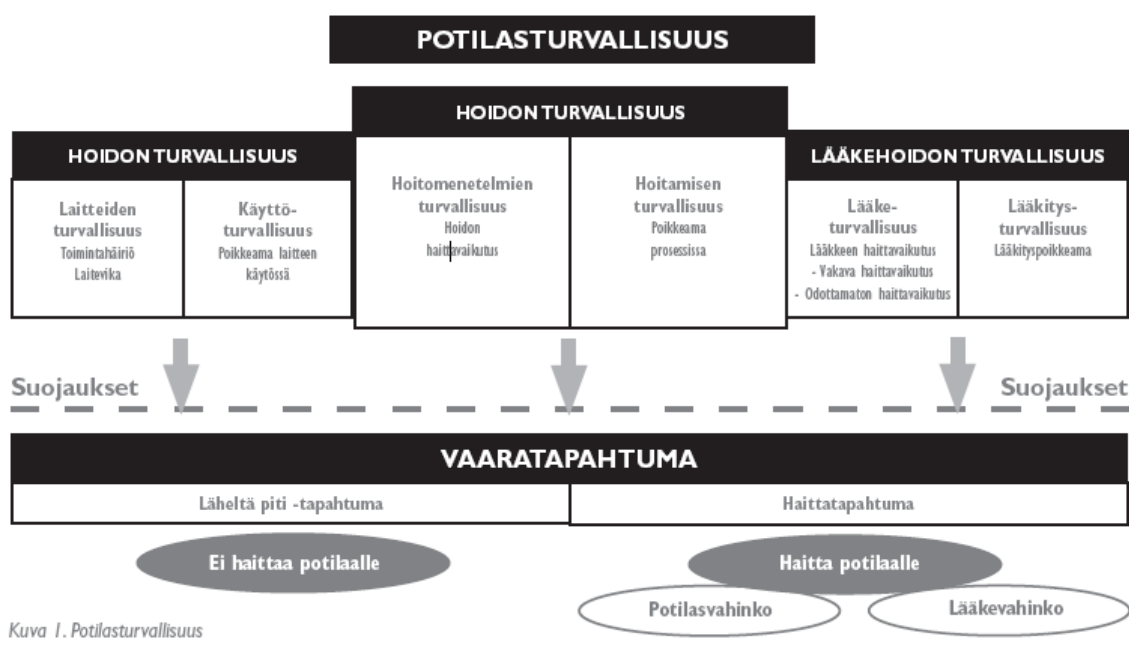 POTILASTURVALLISUUS
HOIDON TURVALLISUUS
HOIDON TURVALLISUUS
LÄÄKEHOIDON TURVALLISUUS
Laitteiden
turvallisuus
Toimintahäiriö
Laitevika
Käyttö-
turvallisuus
Poikkeama laitteen
käytössä
Hoitomenetelmien
turvallisuus
Hoidon
haittavaikutus
Hoitamisen
turvallisuus
Poikkeama
prosessissa
Lääke-
turvallisuus
Lääkkeen haittavaikutus
- Vakava haittavaikutus
- Odottamaton haittavaikutus
Lääkitys-
turvallisuus
Lääkityspoikkeama
Suojaukset
Suojaukset
VAARATAPAHTUMA
Läheltä piti -tapahtuma
Haittatapahtuma
Ei haittaa potilaalle
Haitta potilaalle
Potilasvahinko
Lääkevahinko
Kuva 1. Potilasturvallisuus